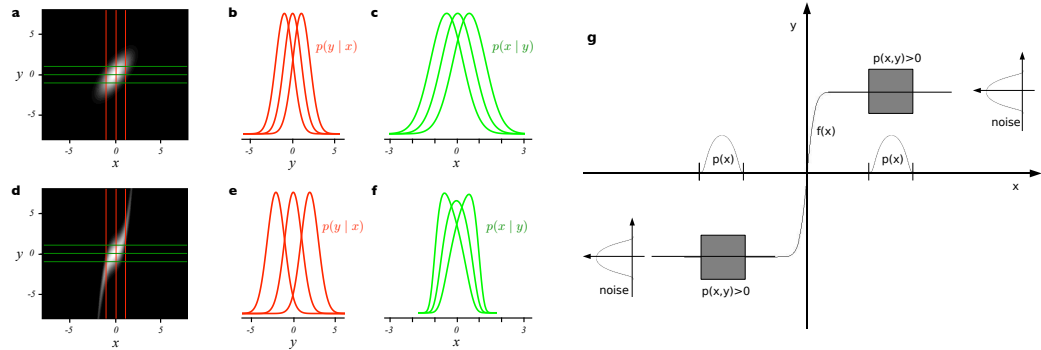 a
5
y 0
-5
-5 0 5
x
b
p(y | x)
-5 0 5
y
c
p(x | y)
-3 0 3
x
d
5
y 0
-5
-5 0 5
x
e
p(y | x)
-5 0 5
y
f
p(x | y)
-3 0 3
x
g
y
p(x,y)>0
noise
f(x)
p(x)
p(x)
x
noise
p(x,y)>0